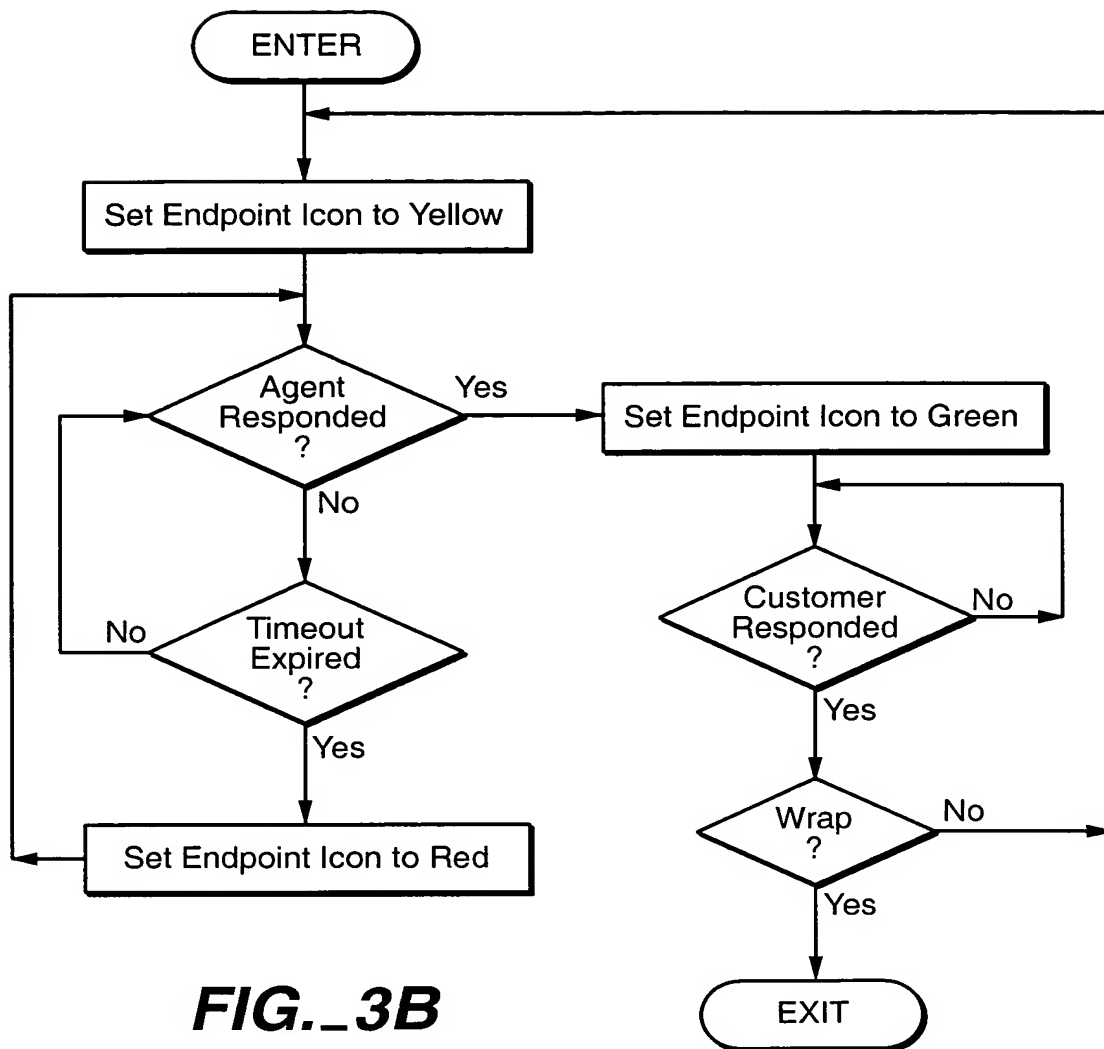 ENTER
Set Endpoint Icon to Yellow
Agent
Responded
?
Yes
No
Set Endpoint Icon to Green
Timeout
Expired
?
No
Yes
Set Endpoint Icon to Red
Customer
Responded
?
No
Yes
Wrap
?
No
Yes
EXIT
FIG._3B